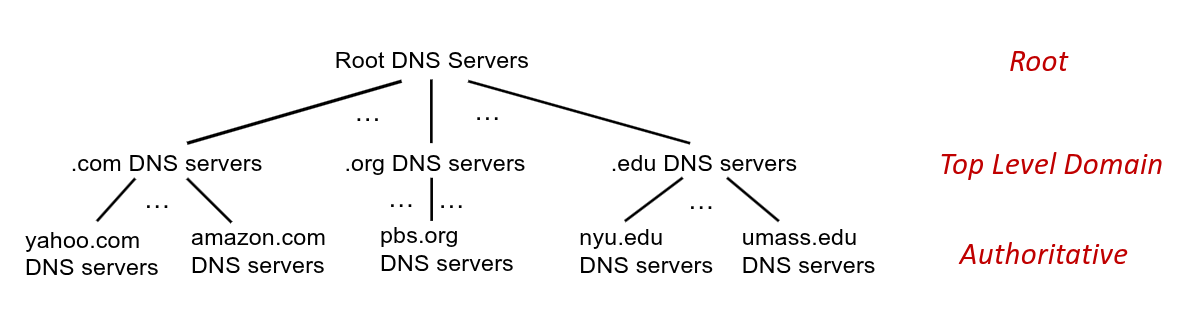 Root DNS Servers
Root
… …
.com DNS servers
.org DNS servers
.edu DNS servers
Top Level Domain
… … … …
yahoo.com
DNS servers
amazon.com
DNS servers
pbs.org
DNS servers
nyu.edu
DNS servers
umass.edu
DNS servers
Authoritative